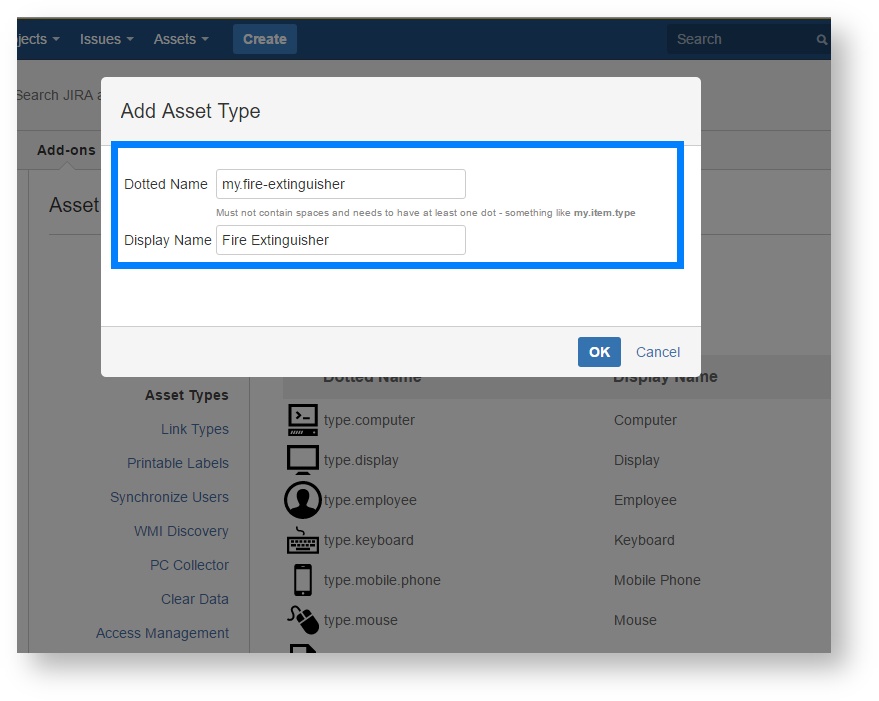 jects Issues Assets Create Search
Search JIRA a
Add Asset Type
Add-ons
Dotted Name my.fire-extinguisher
Asset
Must not contain spaces and needs to have at least one dot - something like my.item.type
Display Name Fire Extinguisher
OK Cancel
Dotted Name Display Name
Asset Types
type.computer Computer
Link Types
type.display Display
Printable Labels
Synchronize Users
type.employee Employee
WMI Discovery
type.keyboard Keyboard
PC Collector
type.mobile.phone Mobile Phone
Clear Data
type.mouse Mouse
Access Management